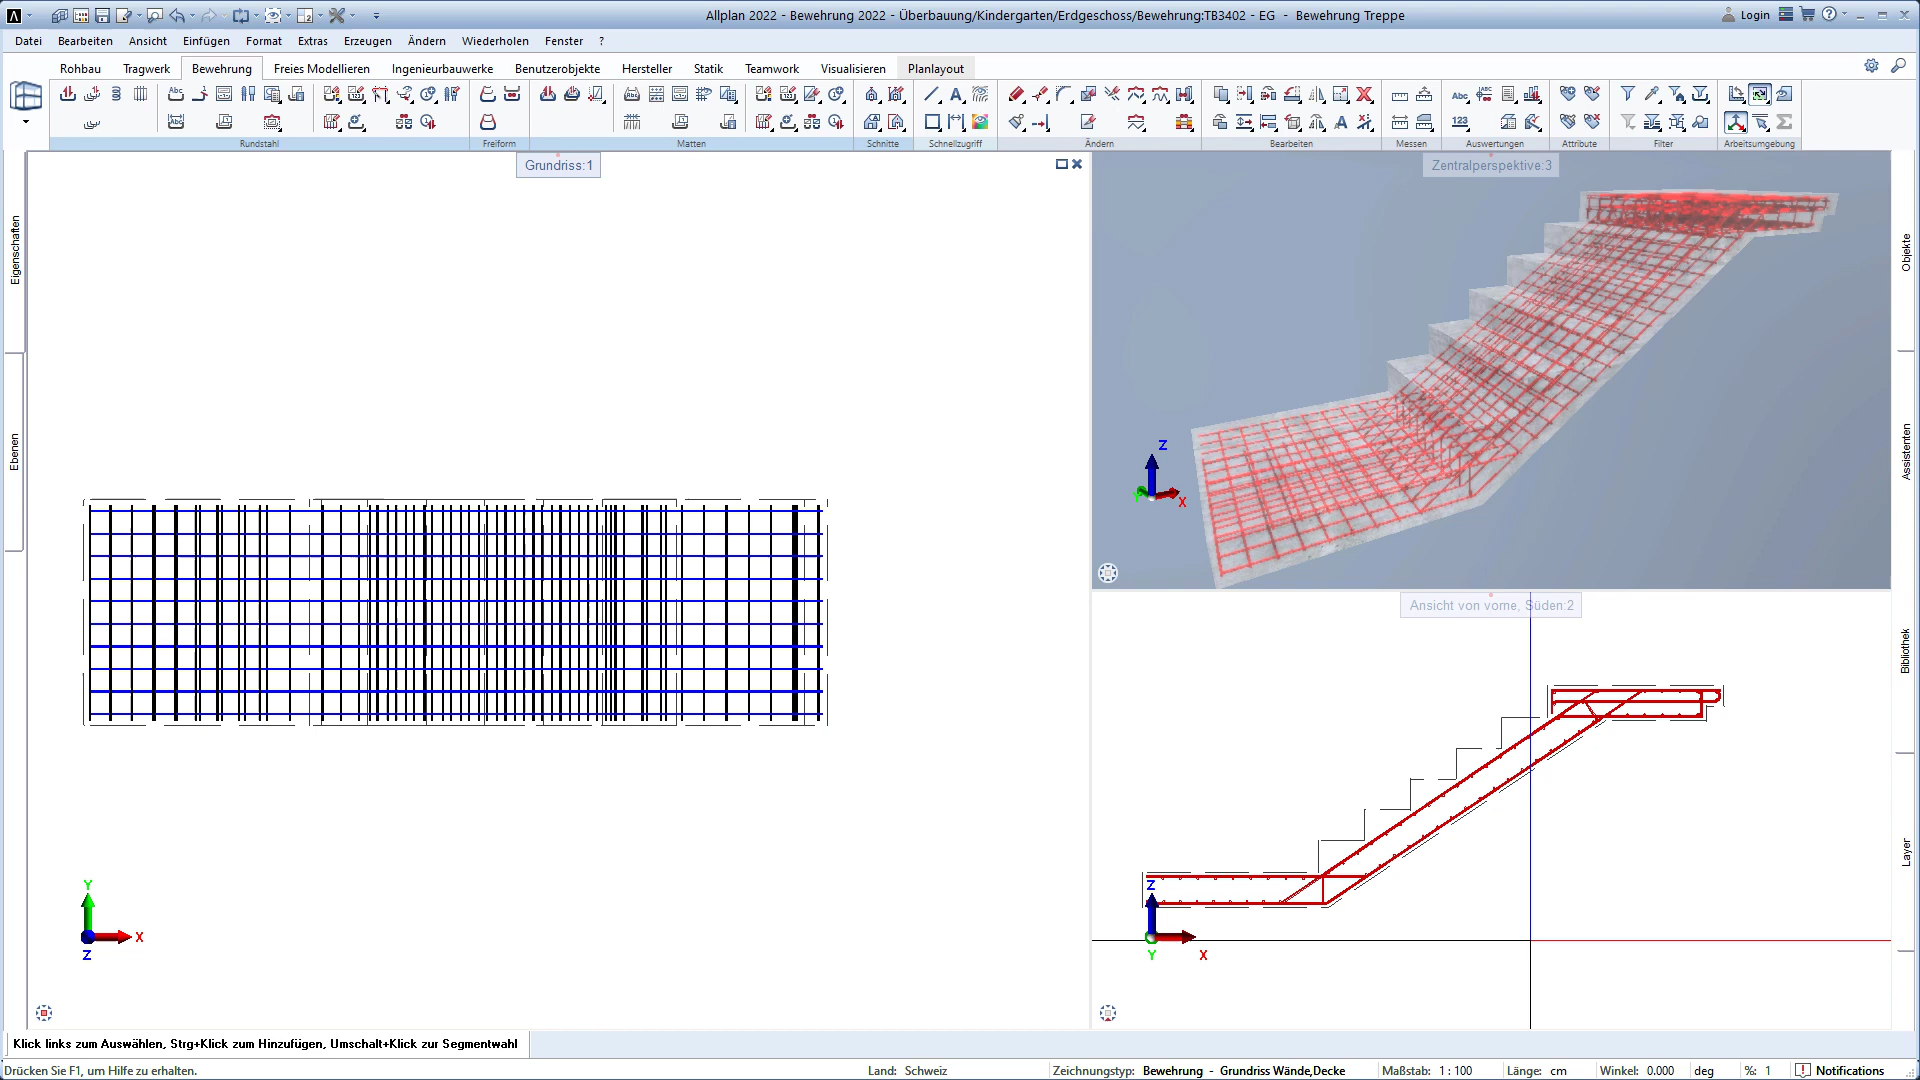 Allplan 2022 - Bewehrung 2022 - Überbauung/Kindergarten/Erdgeschoss/Bewehrung:TB3402 - EG - Bewehrung Treppe
Login
Datei Bearbeiten Ansicht Einfügen Format Extras Erzeugen Ändern Wiederholen Fenster ?
Rohbau Tragwerk Bewehrung Freies Modellieren Ingenieurbauwerke Benutzerobjekte Hersteller Statik Teamwork Visualisieren Planlayout
Rundstahl Freiform Matten Schnitte Schnellzugriff Ändern Bearbeiten Messen Auswertungen Attribute Filter Arbeitsumgebung
Grundriss:1
Zentralperspektive:3
Ansicht von vorne, Süden:2
Eigenschaften
Ebenen
Objekte
Assistenten
Bibliothek
Layer
Z
Y
X
Y
X
Z
Z
Y
X
Klick links zum Auswählen, Strg+Klick zum Hinzufügen, Umschalt+Klick zur Segmentwahl
Drücken Sie F1, um Hilfe zu erhalten.
Land: Schweiz
Zeichnungstyp: Bewehrung - Grundriss Wände,Decke
Maßstab: 1 : 100
Länge: cm
Winkel: 0.000 deg
%: 1
Notifications